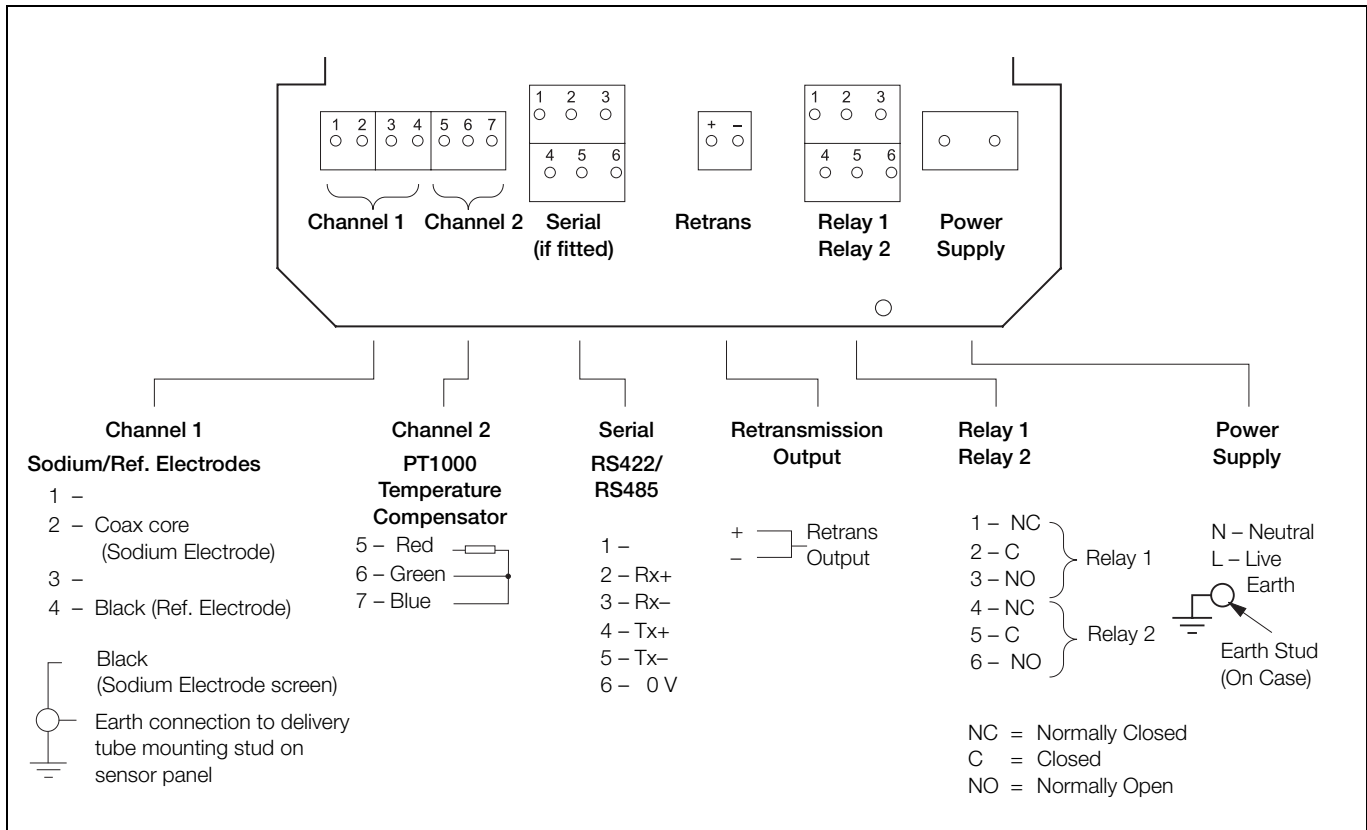 1 2 3 4 5 6 7
1 2 3
4 5 6
+ –
1 2 3
4 5 6
Channel 1
Channel 2
Serial
(if fitted)
Retrans
Relay 1
Relay 2
Power
Supply
Channel 1
Sodium/Ref. Electrodes
1 –
2 – Coax core
(Sodium Electrode)
3 –
4 – Black (Ref. Electrode)
Black
(Sodium Electrode screen)
Earth connection to delivery
tube mounting stud on
sensor panel
Channel 2
PT1000
Temperature
Compensator
5 – Red
6 – Green
7 – Blue
Serial
RS422/
RS485
1 –
2 – Rx+
3 – Rx–
4 – Tx+
5 – Tx–
6 – 0 V
Retransmission
Output
+
–
Retrans
Output
Relay 1
Relay 2
1 – NC
2 – C
3 – NO
Relay 1
4 – NC
5 – C
6 – NO
Relay 2
NC = Normally Closed
C = Closed
NO = Normally Open
Power
Supply
N – Neutral
L – Live
Earth
Earth Stud
(On Case)